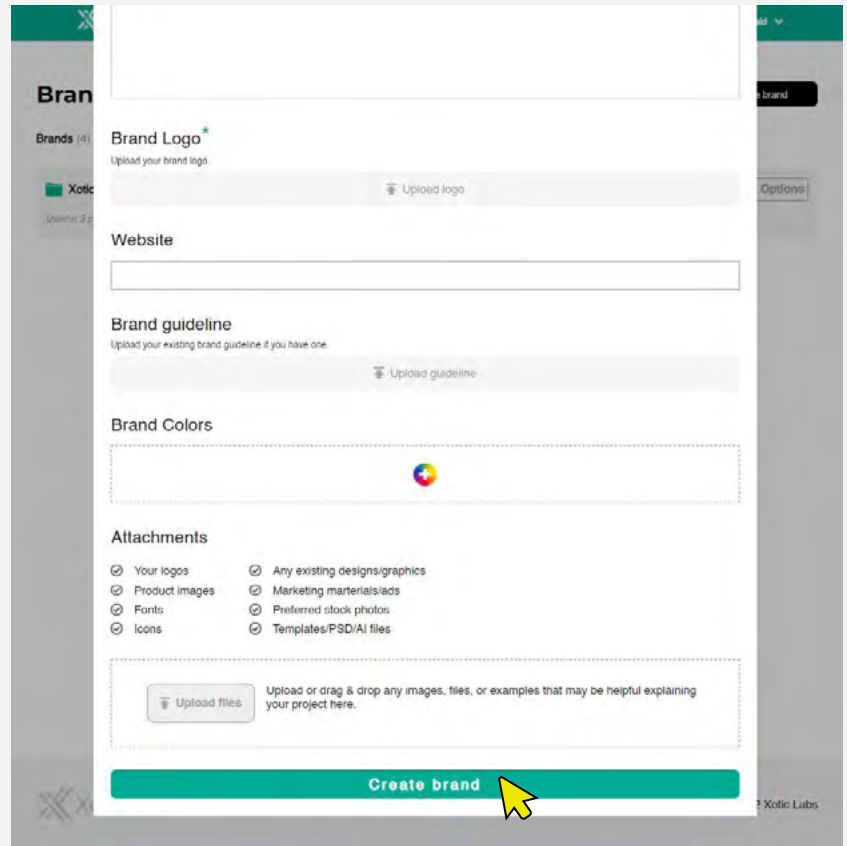 Bran
Brands (4)
Xotic
Options
Brand Logo*
Upload your brand logo.
Upload logo
Website
Brand guideline
Upload your existing brand guideline if you have one.
Upload guideline
Brand Colors
Attachments
Your logos
Any existing designs/graphics
Product images
Marketing marterials/ads
Fonts
Preferred stock photos
Icons
Templates/PSD/AI files
Upload files
Upload or drag & drop any images, files, or examples that may be helpful explaining
your project here.
Create brand
Xotic Labs